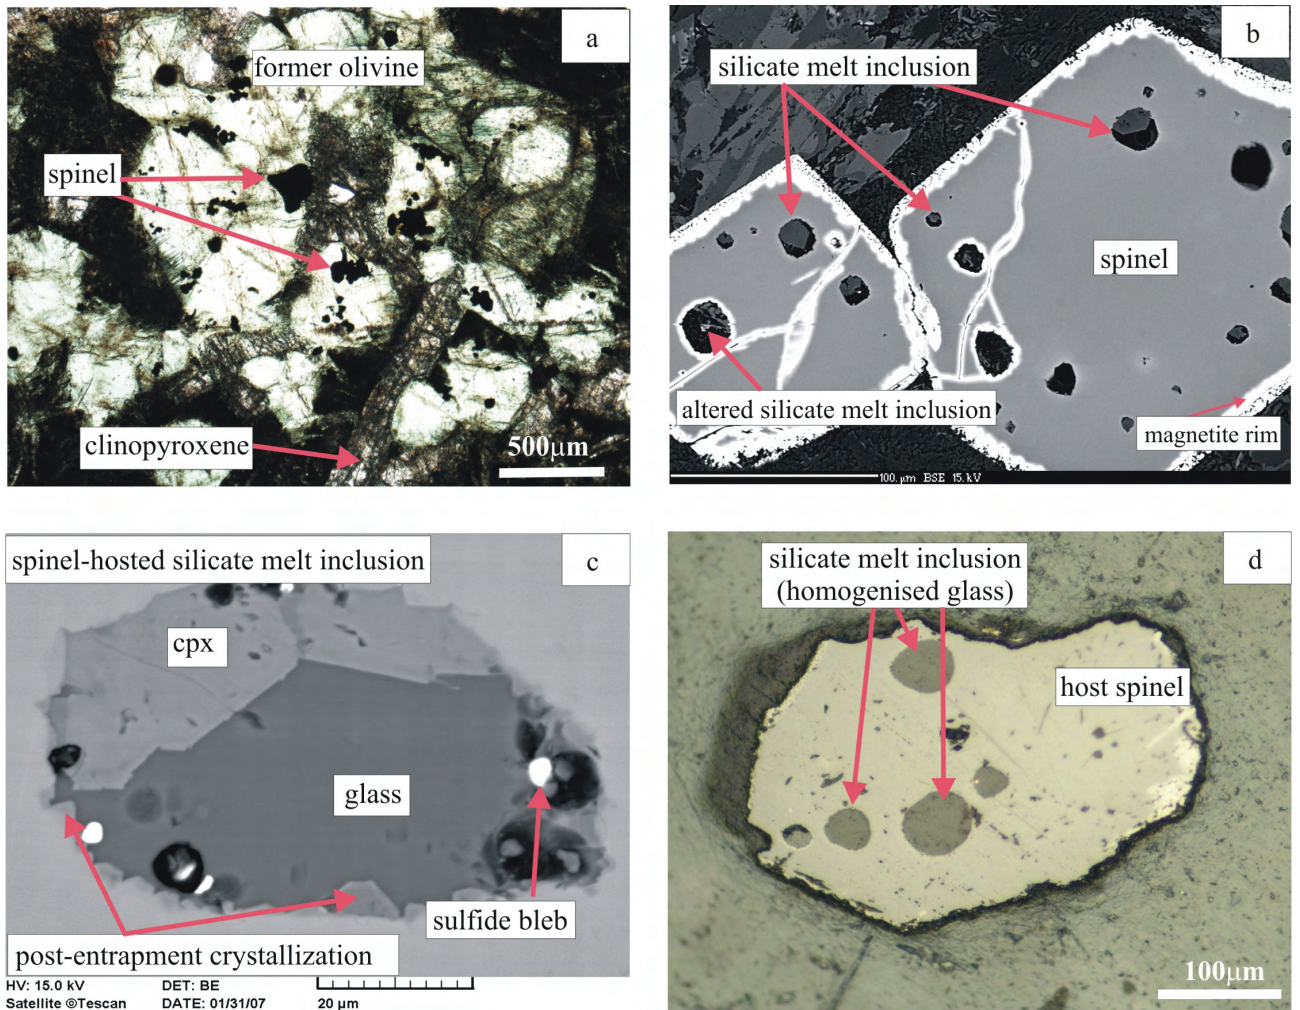 a
former olivine
spinel
clinopyroxene
500μm
b
silicate melt inclusion
spinel
altered silicate melt inclusion
magnetite rim
100.μm BSE 15.kV
spinel-hosted silicate melt inclusion
c
cpx
glass
sulfide bleb
post-entrapment crystallization
HV: 15.0 kV DET: BE
Satellite ©Tescan DATE: 01/31/07 20 μm
silicate melt inclusion
(homogenised glass)
d
host spinel
100μm